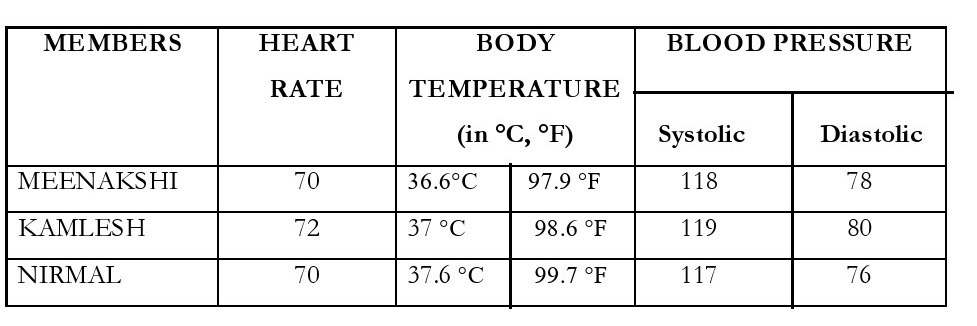 MEMBERS HEART RATE BODY TEMPERATURE (in °C, °F) BLOOD PRESSURE
Systolic Diastolic
MEENAKSHI 70 36.6°C 97.9 °F 118 78
KAMLESH 72 37 °C 98.6 °F 119 80
NIRMAL 70 37.6 °C 99.7 °F 117 76